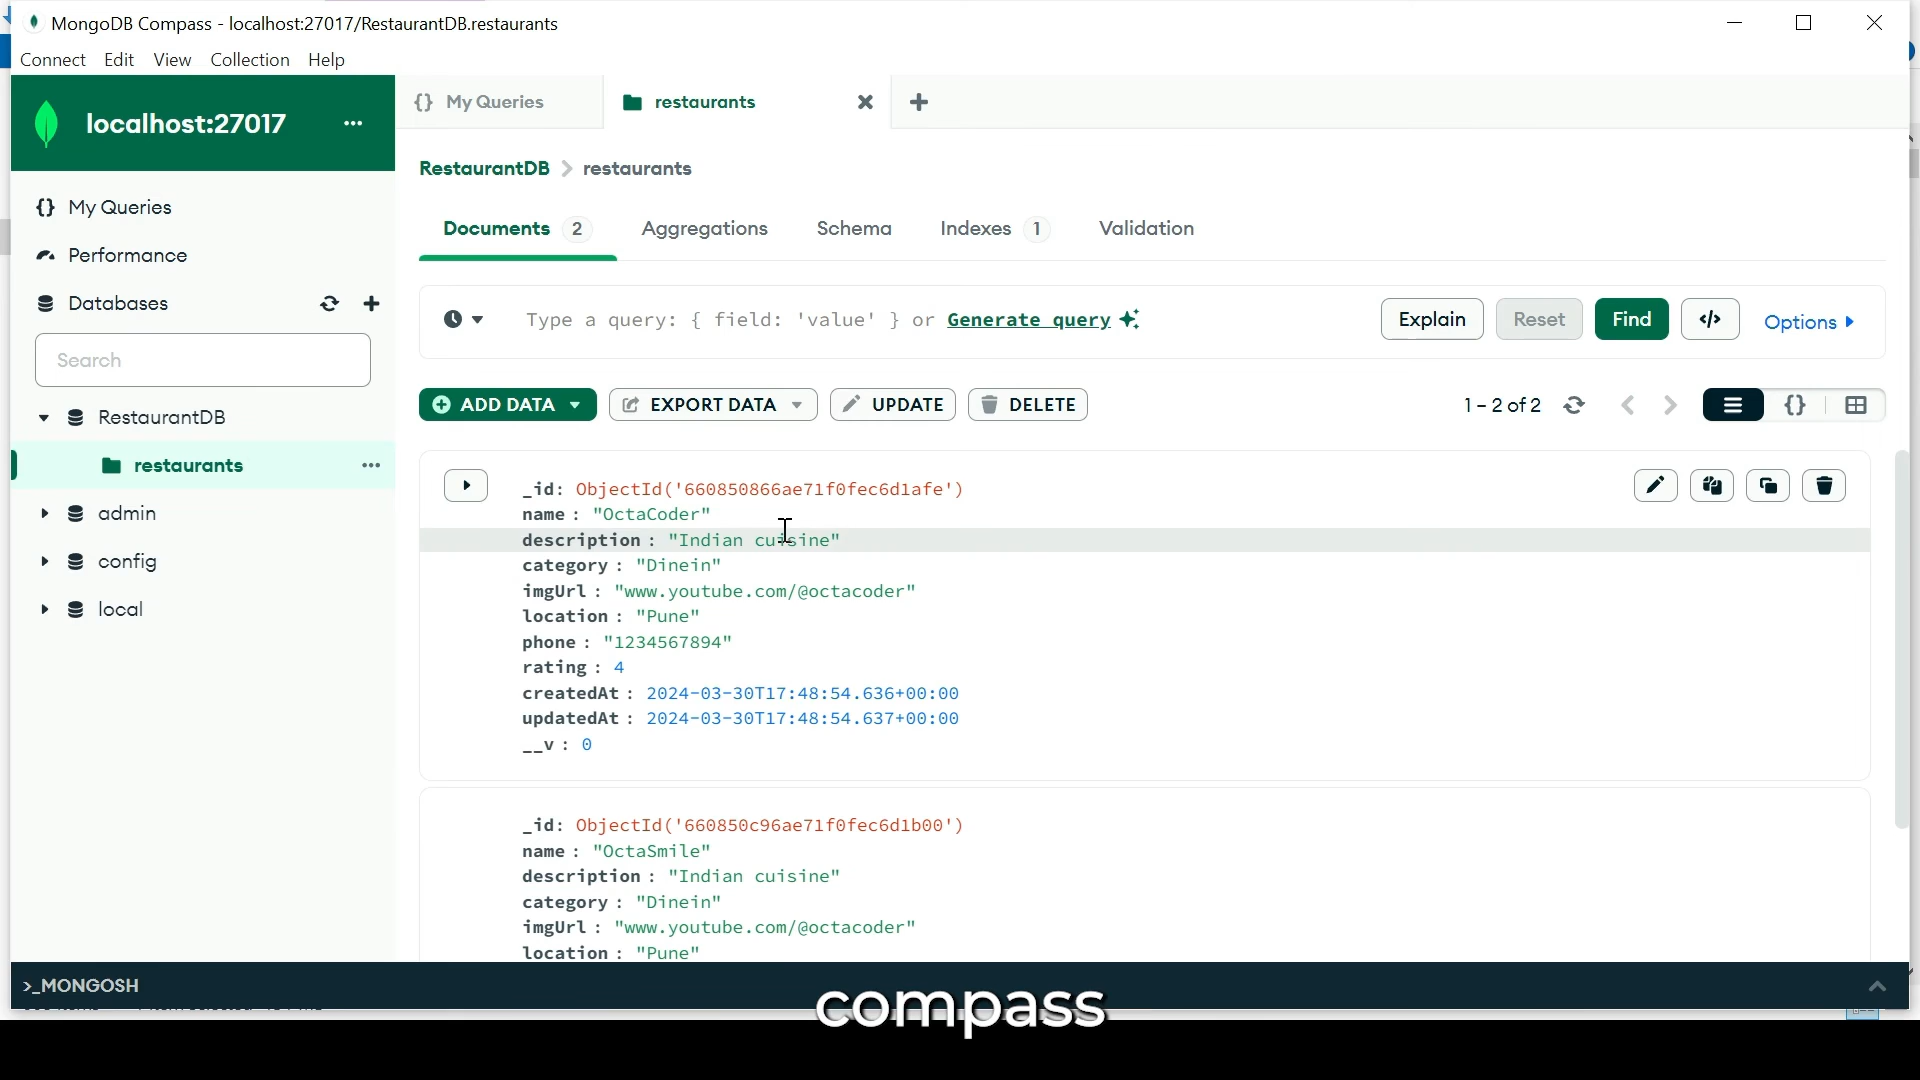 MongoDB Compass - localhost:27017/RestaurantDB.restaurants
Connect Edit View Collection Help
localhost:27017 ...
{} My Queries
restaurants
RestaurantDB > restaurants
My Queries
Performance
Databases
Search
RestaurantDB
restaurants ...
admin
config
local
Documents 2 Aggregations Schema Indexes 1 Validation
Type a query: { field: 'value' } or Generate query
Explain Reset Find </> Options
ADD DATA EXPORT DATA UPDATE DELETE
1 – 2 of 2 {}
_id: ObjectId('660850866ae71f0fec6d1afe')
name : "OctaCoder"
description : "Indian cuisine"
category : "Dinein"
imgUrl : "www.youtube.com/@octacoder"
location : "Pune"
phone : "1234567894"
rating : 4
createdAt : 2024-03-30T17:48:54.636+00:00
updatedAt : 2024-03-30T17:48:54.637+00:00
__v : 0
_id: ObjectId('660850c96ae71f0fec6d1b00')
name : "OctaSmile"
description : "Indian cuisine"
category : "Dinein"
imgUrl : "www.youtube.com/@octacoder"
location : "Pune"
>_MONGOSH
compass